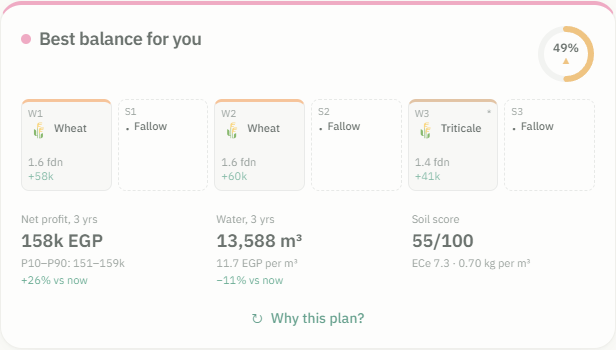 Best balance for you
49%
W1
Wheat
1.6 fdn
+58k
S1
Fallow
W2
Wheat
1.6 fdn
+60k
S2
Fallow
W3
Triticale
1.4 fdn
+41k
S3
Fallow
Net profit, 3 yrs
158k EGP
P10–P90: 151–159k
+26% vs now
Water, 3 yrs
13,588 m³
11.7 EGP per m³
−11% vs now
Soil score
55/100
ECe 7.3 · 0.70 kg per m³
Why this plan?